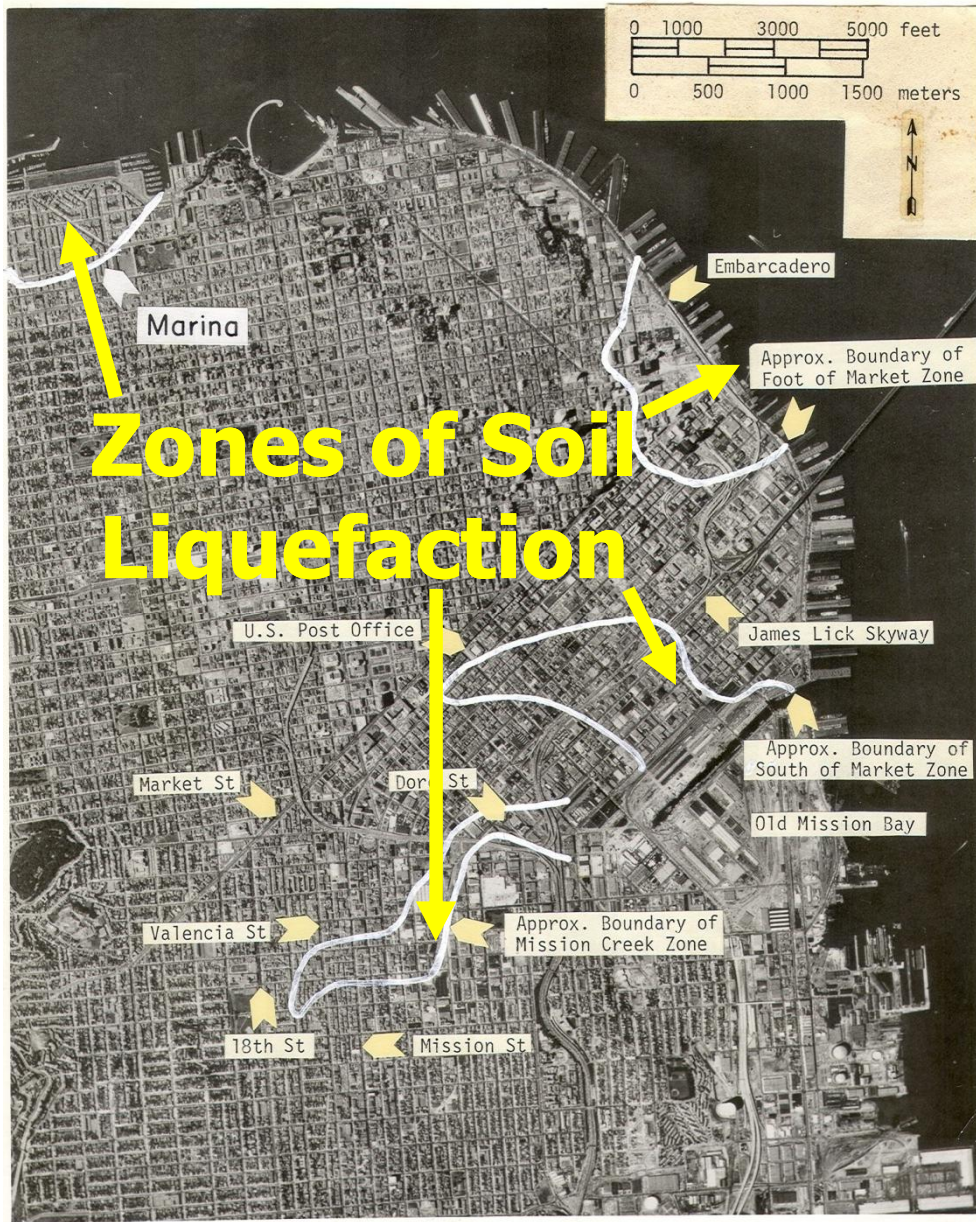 0 1000 3000 5000 feet
0 500 1000 1500 meters
N
Embarcadero
Marina
Approx. Boundary of
Foot of Market Zone
Zones of Soil
Liquefaction
U.S. Post Office
James Lick Skyway
Approx. Boundary of
South of Market Zone
Market St
Dore St
Old Mission Bay
Valencia St
Approx. Boundary of
Mission Creek Zone
18th St
Mission St